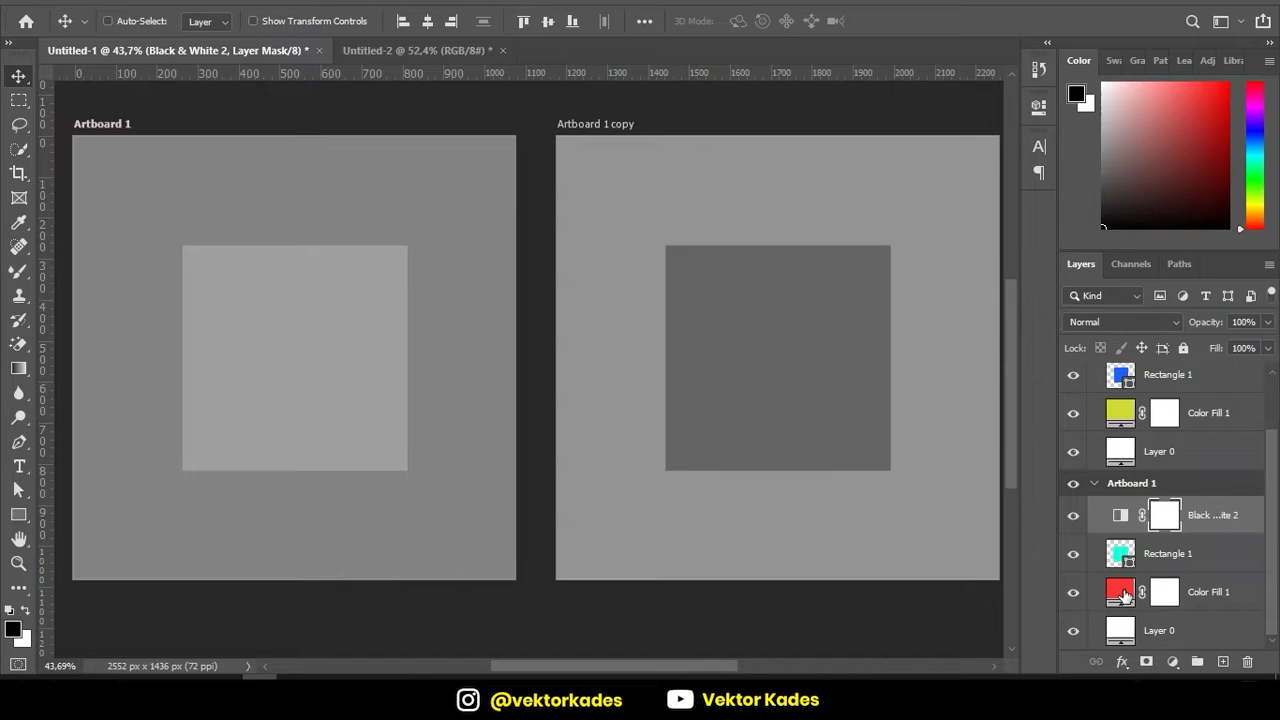 Auto-Select: Layer Show Transform Controls 3D Mode:
Untitled-1 @ 43,7% (Black & White 2, Layer Mask/8) * × Untitled-2 @ 52,4% (RGB/8#) * ×
Color Swa Gra Pat Lea Adj Libra
0 100 200 300 400 500 600 700 800 900 1000 1100 1200 1300 1400 1500 1600 1700 1800 1900 2000 2100 2200
Artboard 1
Artboard 1 copy
Layers Channels Paths
Kind
Normal Opacity: 100%
Lock: Fill: 100%
Rectangle 1
Color Fill 1
Layer 0
Artboard 1
Black ...ite 2
Rectangle 1
Color Fill 1
Layer 0
43,69% 2552 px x 1436 px (72 ppi)
@vektorkades Vektor Kades